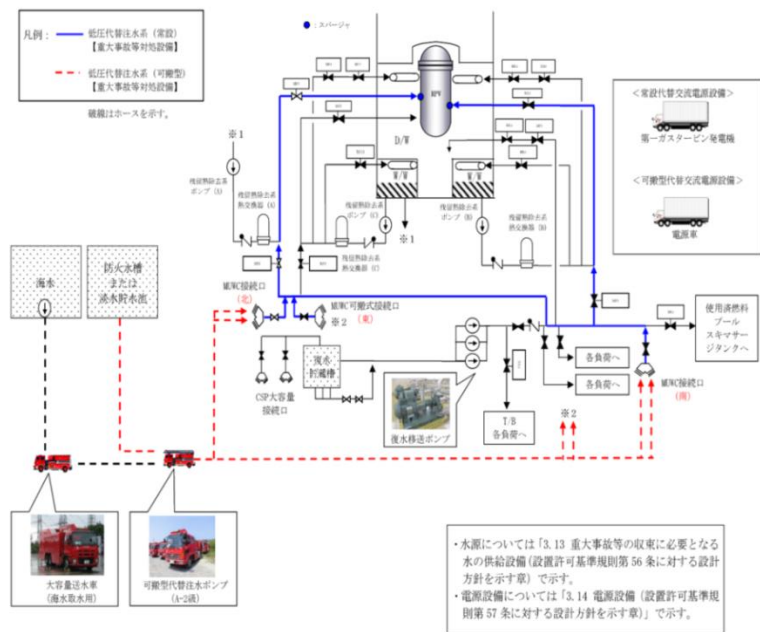 ●：スパージャ
凡例：
低圧代替注水系（常設）
【重大事故等対処設備】
低圧代替注水系（可搬型）
【重大事故等対処設備】
破線はホースを示す。
RPV
D/W
W/W
W/W
※1
残留熱除去系
ポンプ (A)
残留熱除去系
熱交換器 (A)
残留熱除去系
ポンプ (C)
残留熱除去系
ポンプ (B)
残留熱除去系
熱交換器 (B)
※1
＜常設代替交流電源設備＞
第一ガスタービン発電機
＜可搬型代替交流電源設備＞
電源車
海水
防火水槽
または
淡水貯水池
MUWC接続口
（北）
MUWC可搬式接続口
※2
（東）
復水
貯蔵槽
CSP大容量
接続口
復水移送ポンプ
T/B
各負荷へ
各負荷へ
各負荷へ
使用済燃料
プール
スキマサー
ジタンクへ
MUWC接続口
（南）
※2
大容量送水車
（海水取水用）
可搬型代替注水ポンプ
（A-2級）
・水源については「3.13 重大事故等の収束に必要となる
水の供給設備（設置許可基準規則第 56 条に対する設計
方針を示す章）で示す。
・電源設備については「3.14 電源設備（設置許可基準規
則第 57 条に対する設計方針を示す章）」で示す。